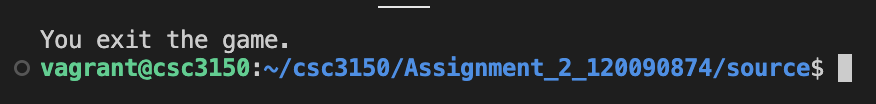 You exit the game.
vagrant@csc3150:~/csc3150/Assignment_2_120090874/source$